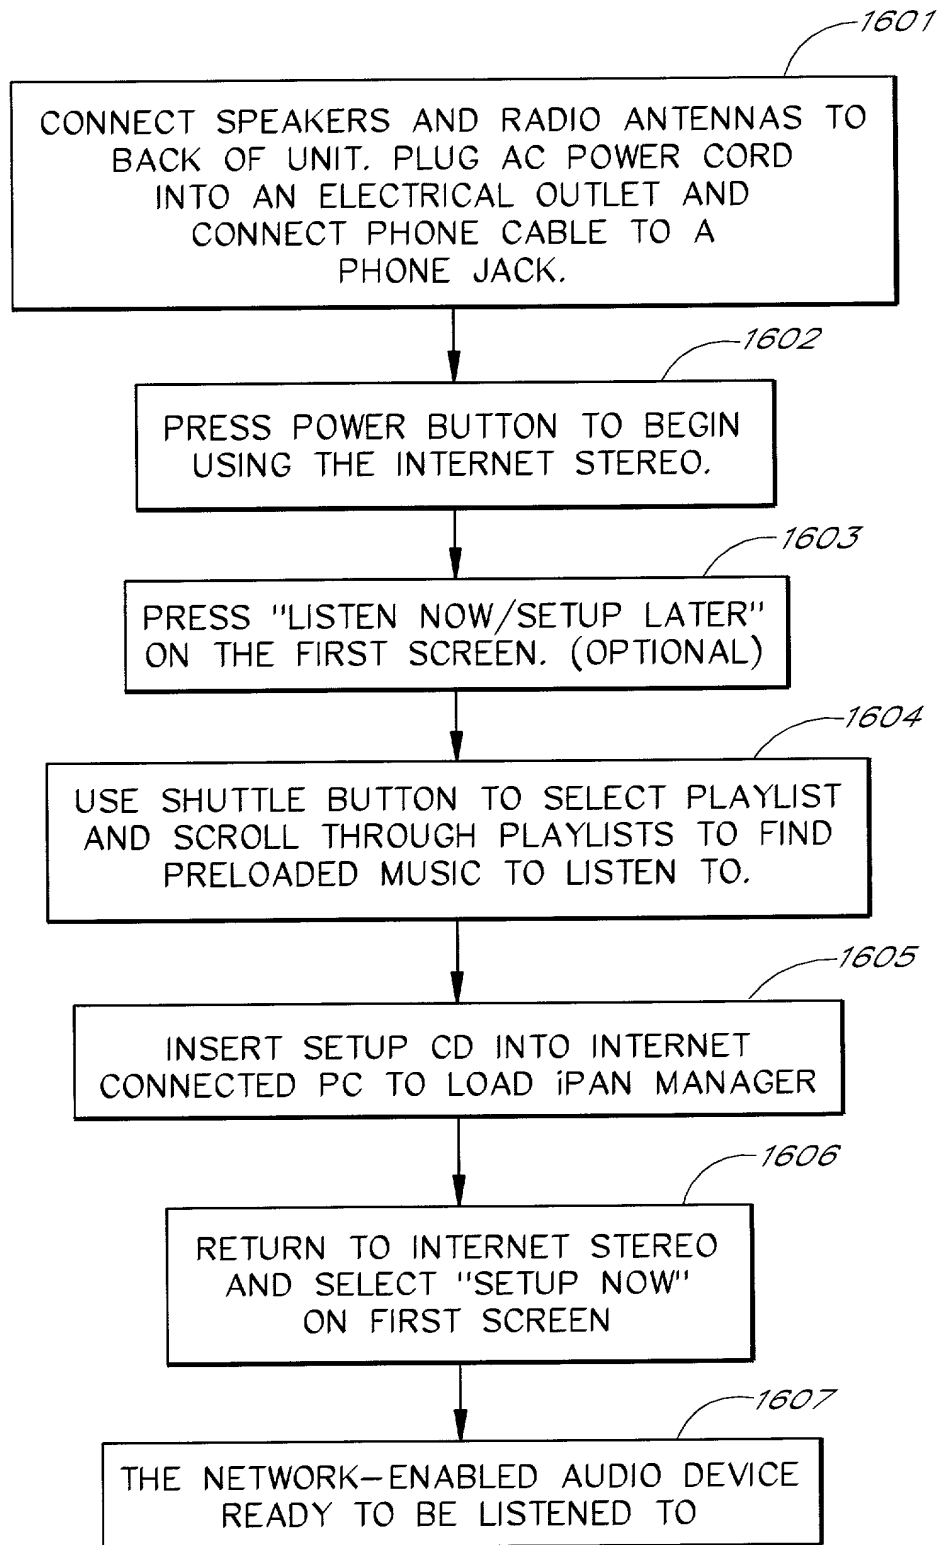 1601
CONNECT SPEAKERS AND RADIO ANTENNAS TO
BACK OF UNIT. PLUG AC POWER CORD
INTO AN ELECTRICAL OUTLET AND
CONNECT PHONE CABLE TO A
PHONE JACK.
1602
PRESS POWER BUTTON TO BEGIN
USING THE INTERNET STEREO.
1603
PRESS "LISTEN NOW/SETUP LATER"
ON THE FIRST SCREEN. (OPTIONAL)
1604
USE SHUTTLE BUTTON TO SELECT PLAYLIST
AND SCROLL THROUGH PLAYLISTS TO FIND
PRELOADED MUSIC TO LISTEN TO.
1605
INSERT SETUP CD INTO INTERNET
CONNECTED PC TO LOAD iPAN MANAGER
1606
RETURN TO INTERNET STEREO
AND SELECT "SETUP NOW"
ON FIRST SCREEN
1607
THE NETWORK-ENABLED AUDIO DEVICE
READY TO BE LISTENED TO